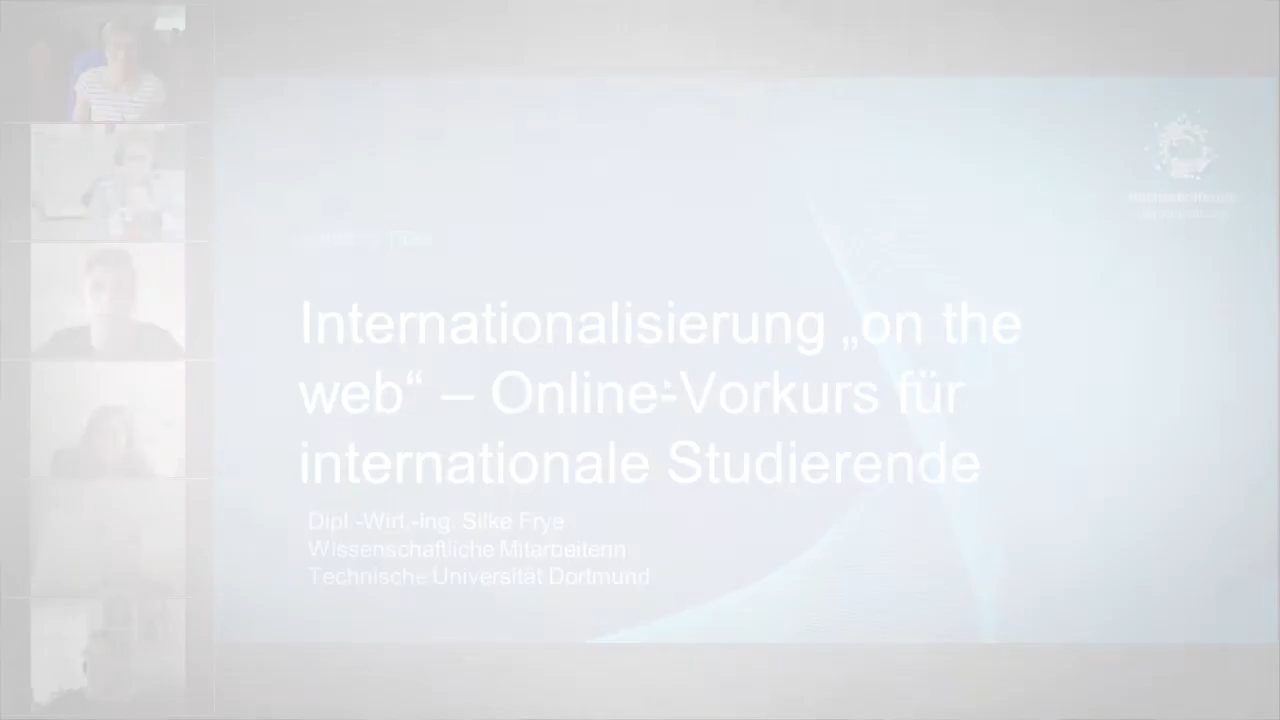 Internationalisierung „on the
web“ – Online-Vorkurs für
internationale Studierende
Dipl.-Wirt.-Ing. Silke Frye
Wissenschaftliche Mitarbeiterin
Technische Universität Dortmund